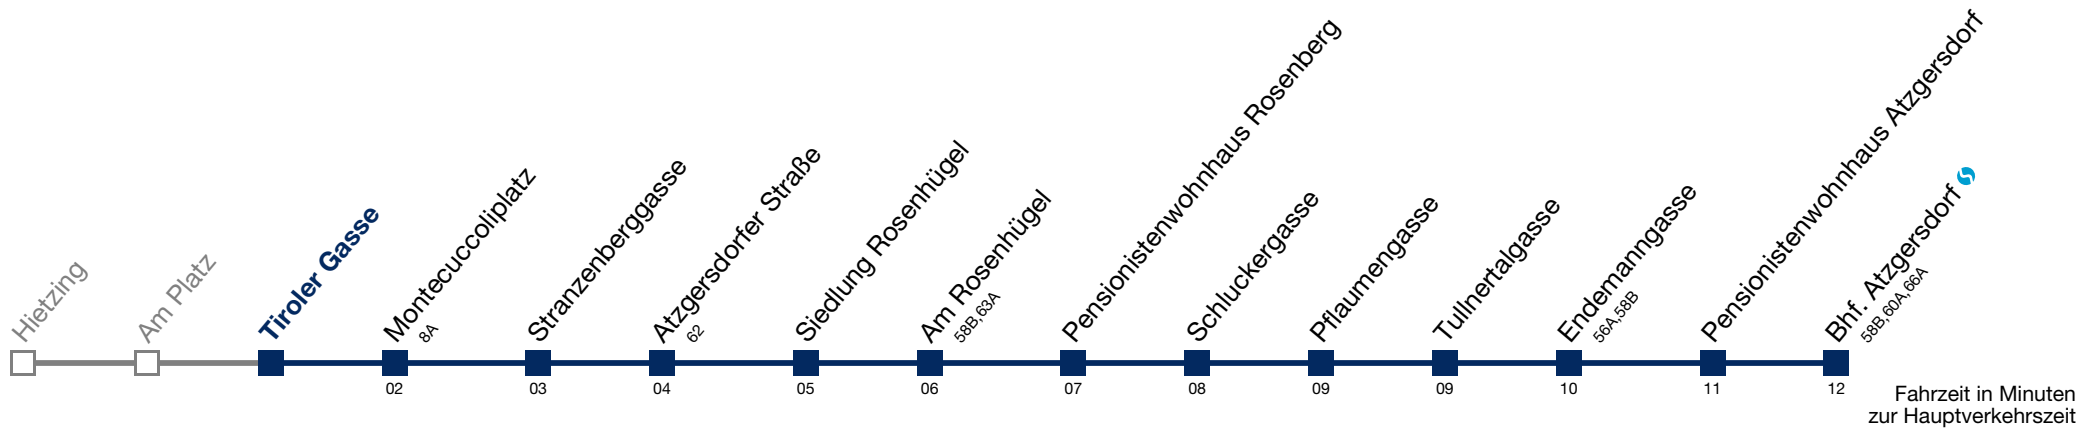 Hietzing
Am Platz
Tiroler Gasse
Montecuccoliplatz
8A
Stranzenberggasse
Atzgersdorfer Straße
62
Siedlung Rosenhügel
Am Rosenhügel
58B, 63A
Pensionistenwohnhaus Rosenberg
Schluckergasse
Pflaumengasse
Tullnertalgasse
Endemanngasse
56A, 58B
Pensionistenwohnhaus Atzgersdorf
Bhf. Atzgersdorf
58B, 60A, 66A
02 03 04 05 06 07 08 09 09 10 11 12
Fahrzeit in Minuten
zur Hauptverkehrszeit